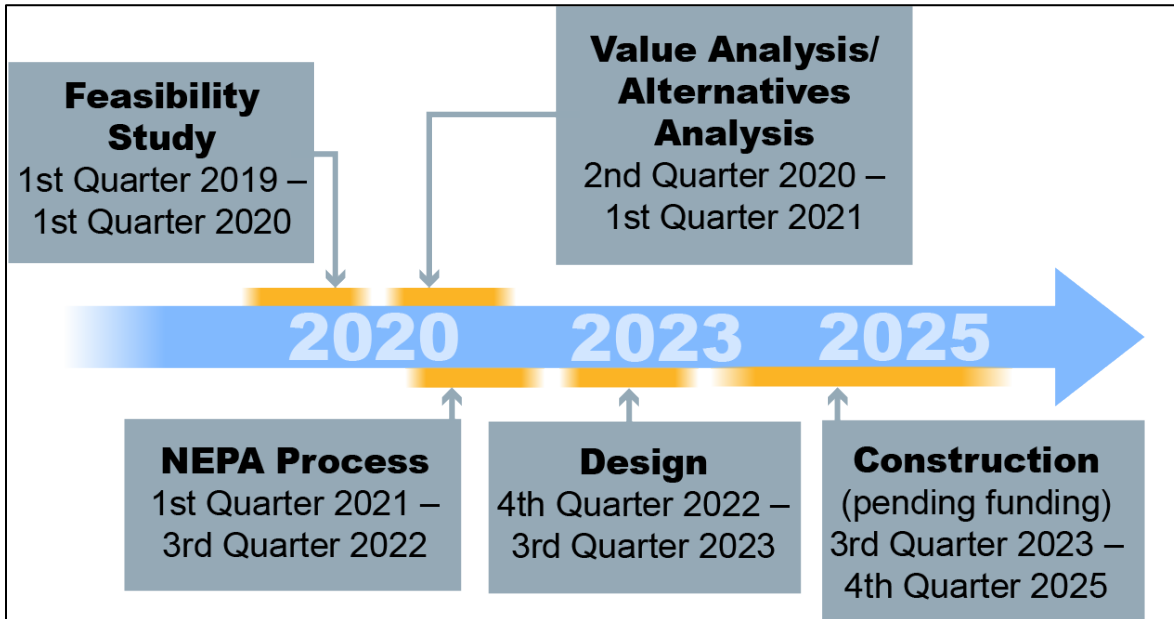 Feasibility
Study
1st Quarter 2019 –
1st Quarter 2020
Value Analysis/
Alternatives
Analysis
2nd Quarter 2020 –
1st Quarter 2021
2020
2023
2025
NEPA Process
1st Quarter 2021 –
3rd Quarter 2022
Design
4th Quarter 2022 –
3rd Quarter 2023
Construction
(pending funding)
3rd Quarter 2023 –
4th Quarter 2025